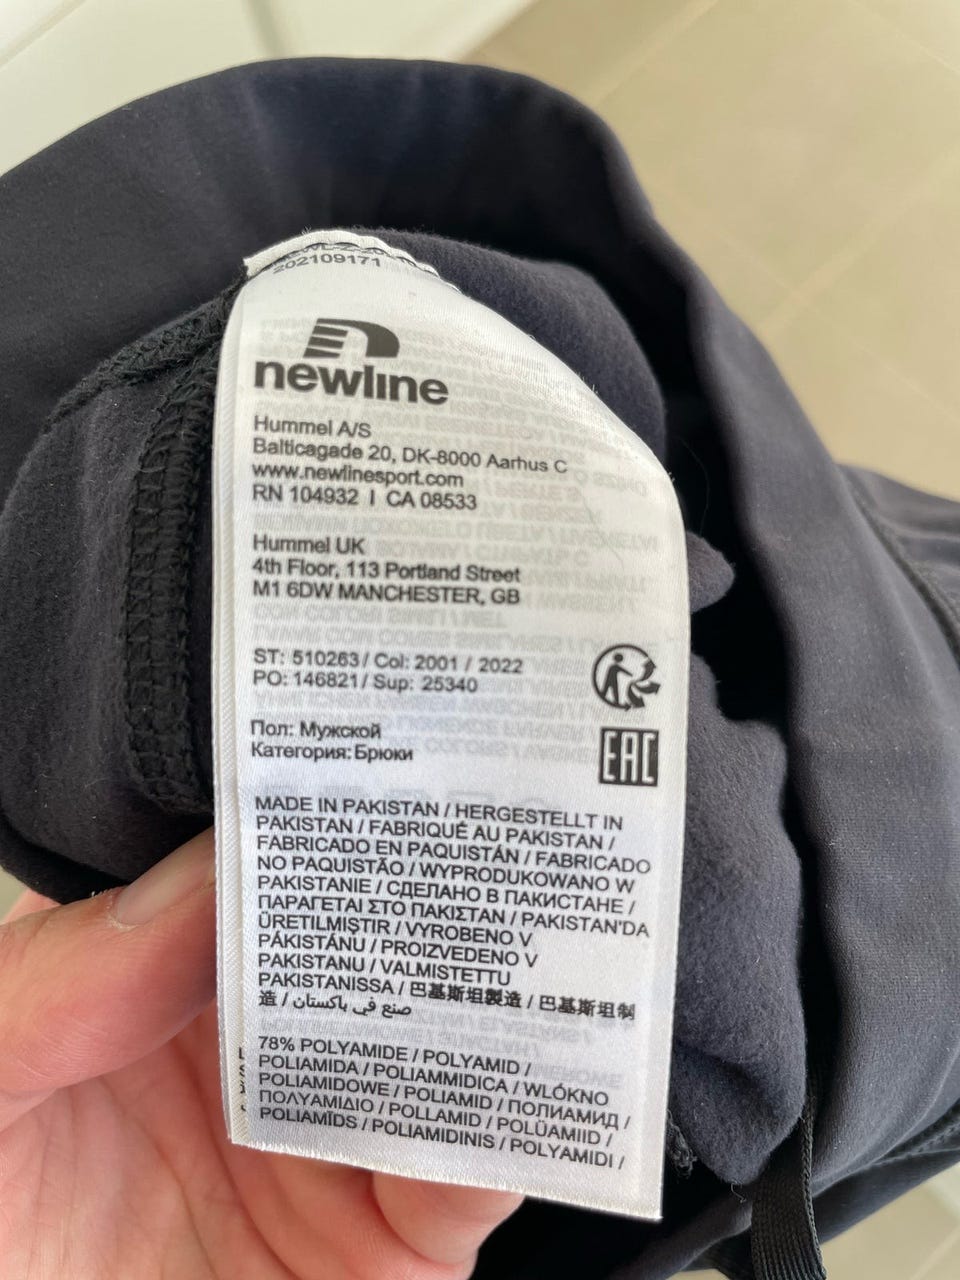 202109171
newline
Hummel A/S
Balticagade 20, DK-8000 Aarhus C
www.newlinesport.com
RN 104932 I CA 08533
Hummel UK
4th Floor, 113 Portland Street
M1 6DW MANCHESTER, GB
ST: 510263 / Col: 2001 / 2022
PO: 146821 / Sup: 25340
Пол: Мужской
Категория: Брюки
EAC
MADE IN PAKISTAN / HERGESTELLT IN
PAKISTAN / FABRIQUÉ AU PAKISTAN /
FABRICADO EN PAQUISTÁN / FABRICADO
NO PAQUISTÃO / WYPRODUKOWANO W
PAKISTANIE / СДЕЛАНО В ПАКИСТАНЕ /
ΠΑΡΑΓΕΤΑΙ ΣΤΟ ΠΑΚΙΣΤΑΝ / PAKISTAN'DA
ÜRETILMIŞTIR / VYROBENO V
PÁKISTÁNU / PROIZVEDENO V
PAKISTANU / VALMISTETTU
PAKISTANISSA / 巴基斯坦製造 / 巴基斯坦制
造 / صنع في باكستان
78% POLYAMIDE / POLYAMID /
POLIAMIDA / POLIAMMIDICA / WLÓKNO
POLIAMIDOWE / POLIAMID / ПОЛИАМИД /
ΠΟΛΥΑΜΙΔΙΟ / POLLAMID / POLÜAMIID /
POLIAMĪDS / POLIAMIDINIS / POLYAMIDI /